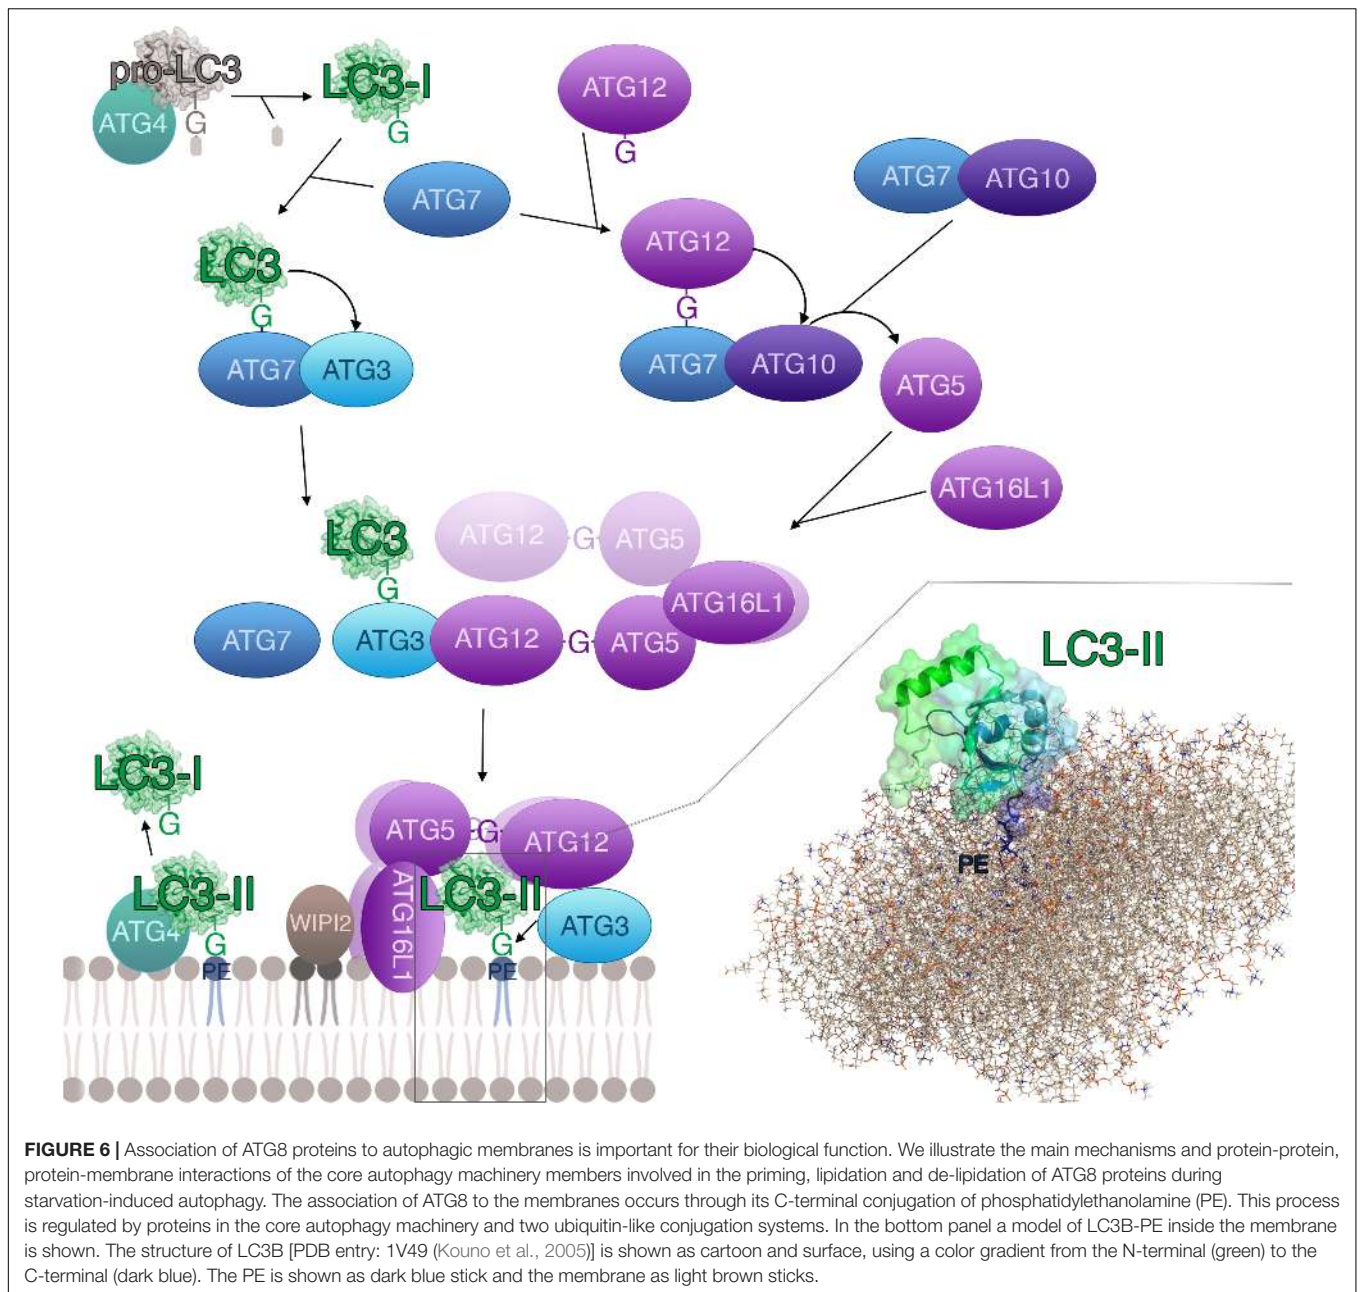 pro-LC3
ATG4
G
LC3-I
G
ATG12
G
ATG7
ATG7
ATG10
LC3
G
ATG7
ATG3
ATG12
G
ATG7
ATG10
ATG5
ATG16L1
LC3
G
ATG12
G
ATG5
ATG16L1
ATG7
ATG3
ATG12
G
ATG5
LC3-II
PE
LC3-I
G
LC3-II
ATG4
G
PE
WIPI2
ATG5
G
G
ATG12
ATG16L1
LC3-II
G
PE
ATG3
FIGURE 6 | Association of ATG8 proteins to autophagic membranes is important for their biological function. We illustrate the main mechanisms and protein-protein,
protein-membrane interactions of the core autophagy machinery members involved in the priming, lipidation and de-lipidation of ATG8 proteins during
starvation-induced autophagy. The association of ATG8 to the membranes occurs through its C-terminal conjugation of phosphatidylethanolamine (PE). This process
is regulated by proteins in the core autophagy machinery and two ubiquitin-like conjugation systems. In the bottom panel a model of LC3B-PE inside the membrane
is shown. The structure of LC3B [PDB entry: 1V49 (Kouno et al., 2005)] is shown as cartoon and surface, using a color gradient from the N-terminal (green) to the
C-terminal (dark blue). The PE is shown as dark blue stick and the membrane as light brown sticks.